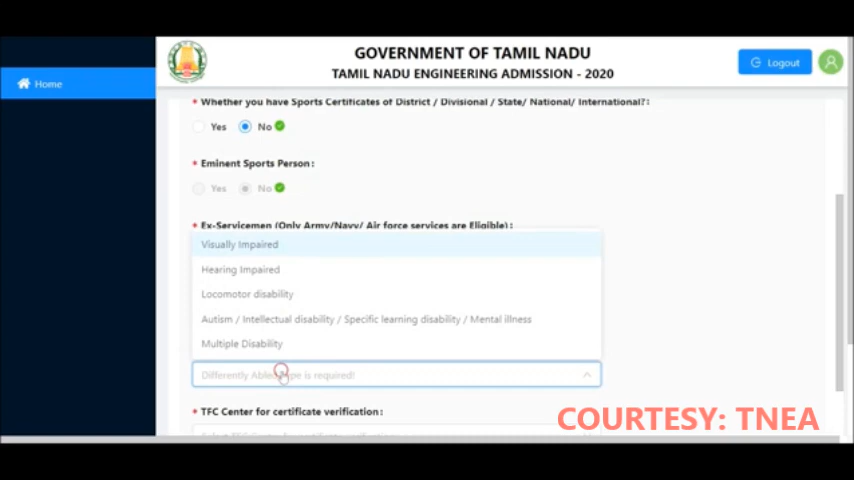 GOVERNMENT OF TAMIL NADU
TAMIL NADU ENGINEERING ADMISSION - 2020
Logout
Home
* Whether you have Sports Certificates of District / Divisional / State/ National/ International?:
Yes No
* Eminent Sports Person:
Yes No
* Ex-Servicemen (Only Army/Navy/ Air force services are Eligible):
Visually Impaired
Hearing Impaired
Locomotor disability
Autism / Intellectual disability / Specific learning disability / Mental illness
Multiple Disability
Differently Abled Type is required!
* TFC Center for certificate verification:
COURTESY: TNEA